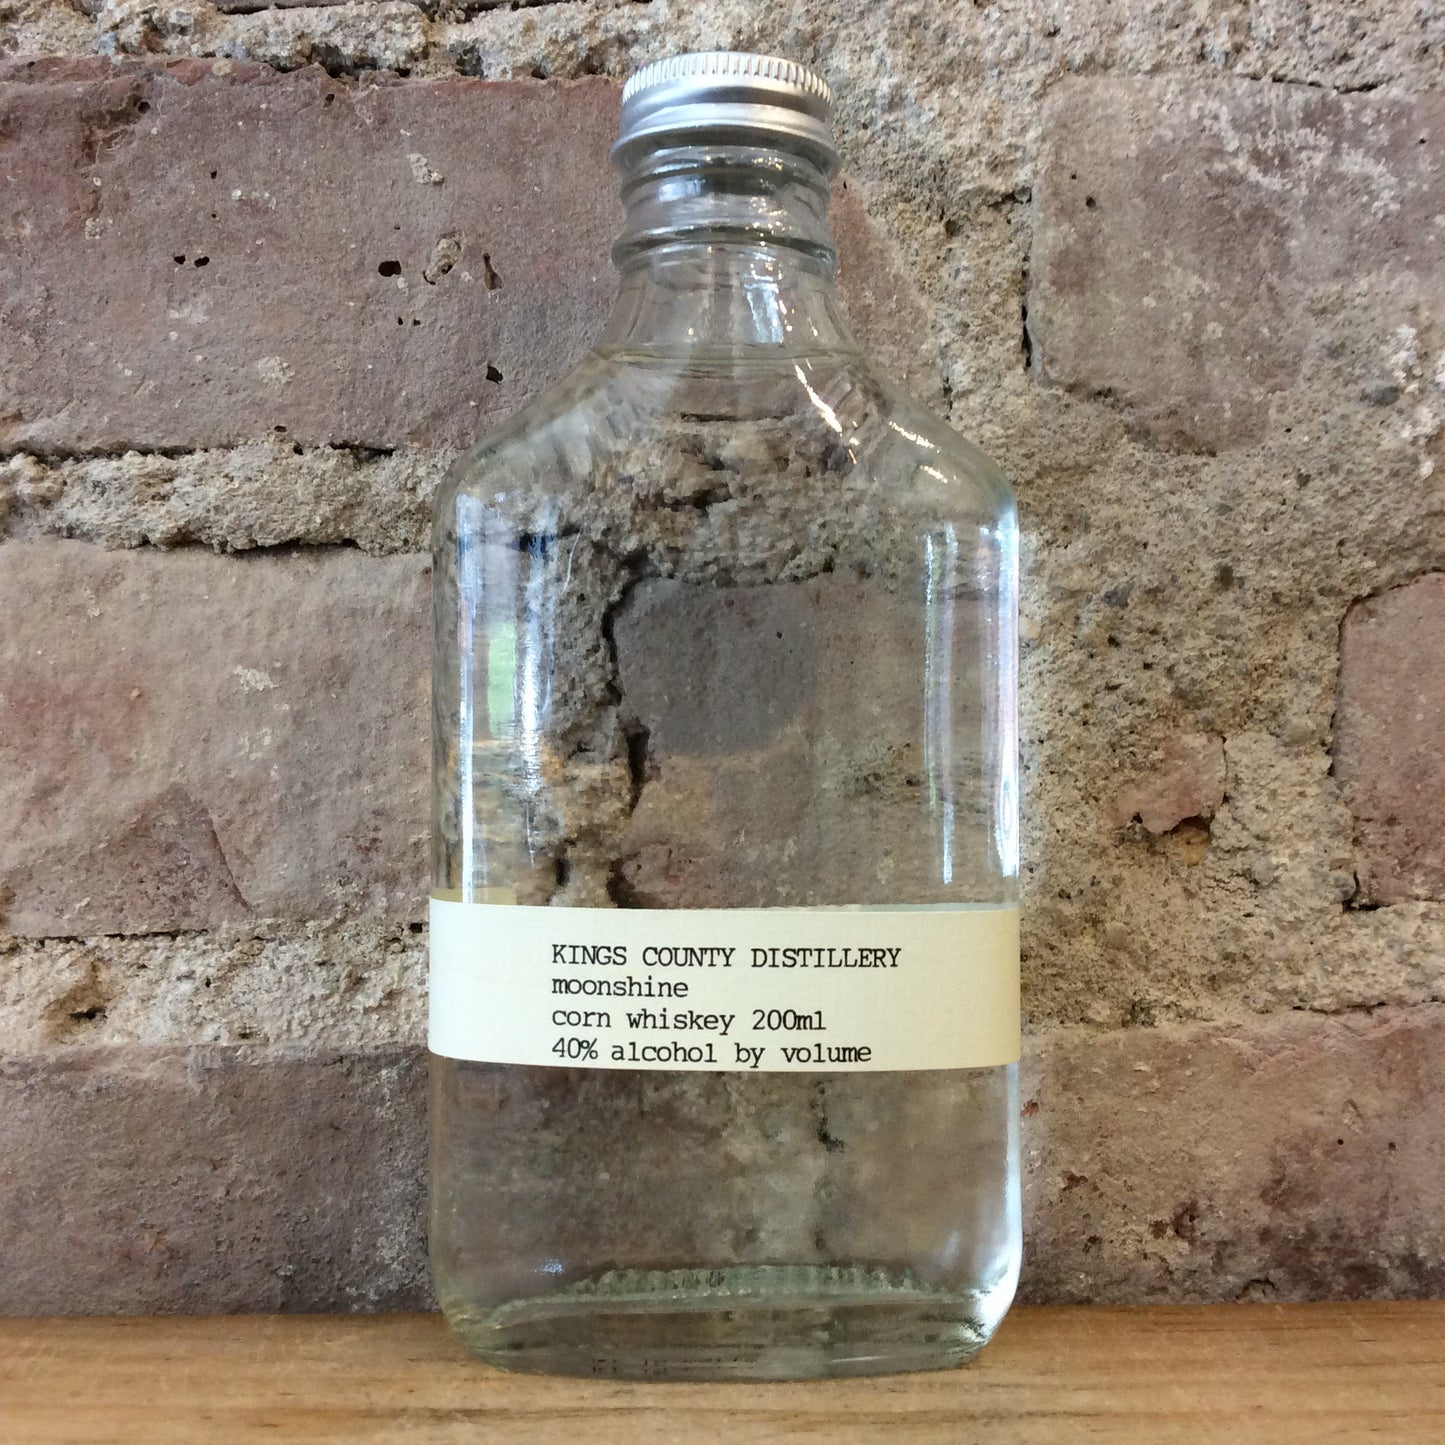 KINGS COUNTY DISTILLERY
moonshine
corn whiskey 200ml
40% alcohol by volume